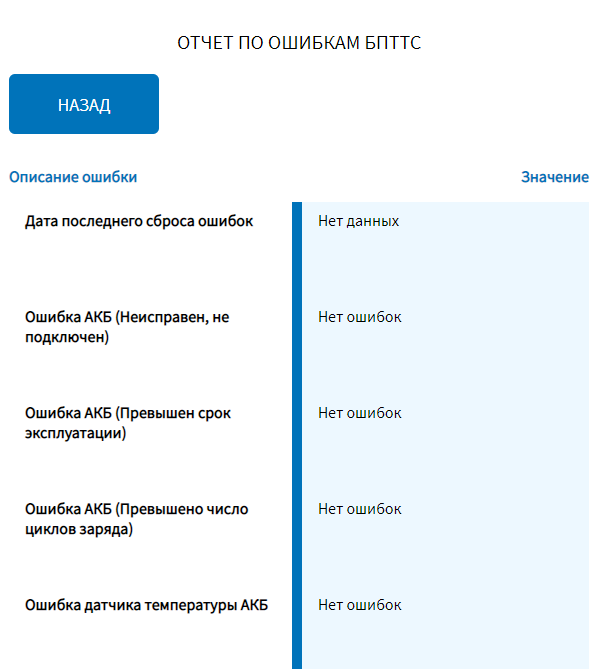 ОТЧЕТ ПО ОШИБКАМ БПТТС
НАЗАД
Описание ошибки Значение
Дата последнего сброса ошибок Нет данных
Ошибка АКБ (Неисправен, не Нет ошибок
подключен)
Ошибка АКБ (Превышен срок Нет ошибок
эксплуатации)
Ошибка АКБ (Превышено число Нет ошибок
циклов заряда)
Ошибка датчика температуры АКБ Нет ошибок